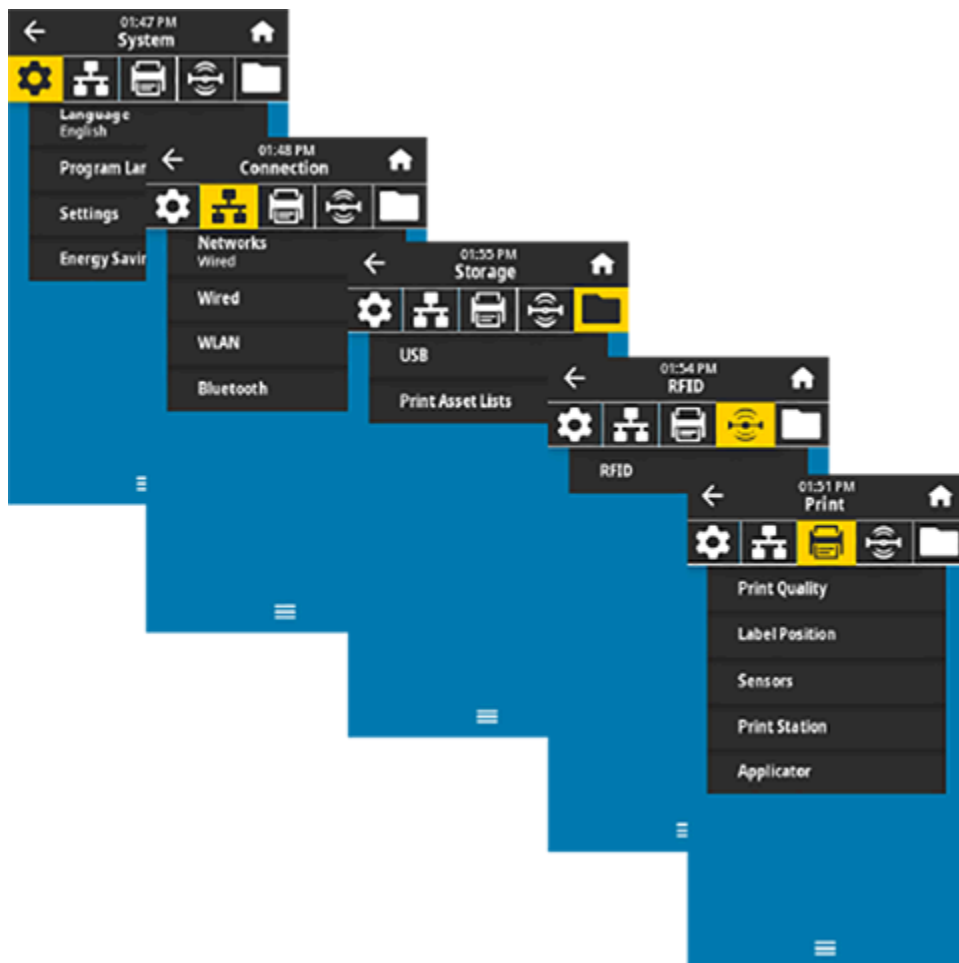 01:47 PM
System
Language
English
Program Lan
Settings
Energy Savin
01:48 PM
Connection
Networks
Wired
Wired
WLAN
Bluetooth
01:55 PM
Storage
USB
Print Asset Lists
01:54 PM
RFID
RFID
01:51 PM
Print
Print Quality
Label Position
Sensors
Print Station
Applicator